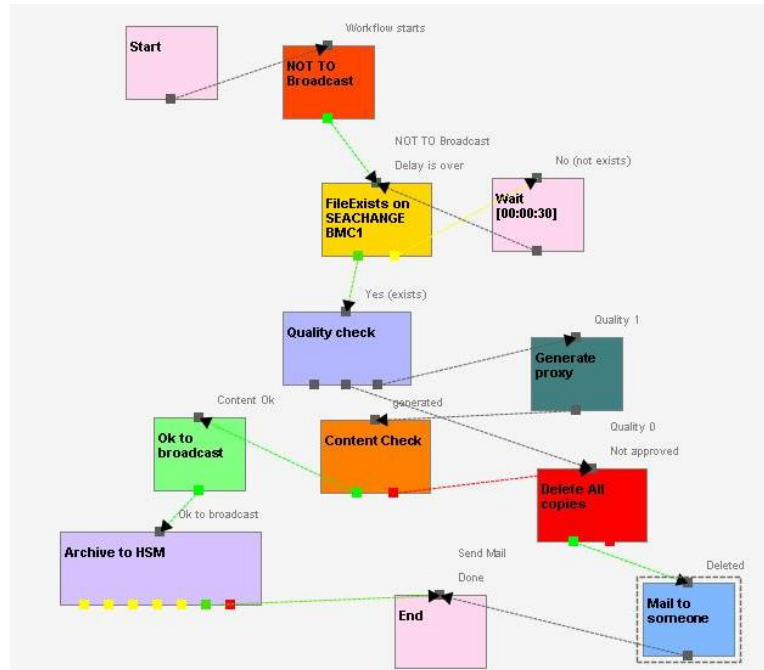 Workflow starts
Start
NOT TO
Broadcast
NOT TO Broadcast
Delay is over
No (not exists)
FileExists on
SEACHANGE
BMC1
Wait
[00:00:30]
Yes (exists)
Quality check
Quality 1
Generate
proxy
Content Ok
generated
Ok to
broadcast
Content Check
Quality 0
Not approved
Delete All
copies
Ok to broadcast
Archive to HSM
Send Mail
Done
Deleted
End
Mail to
someone